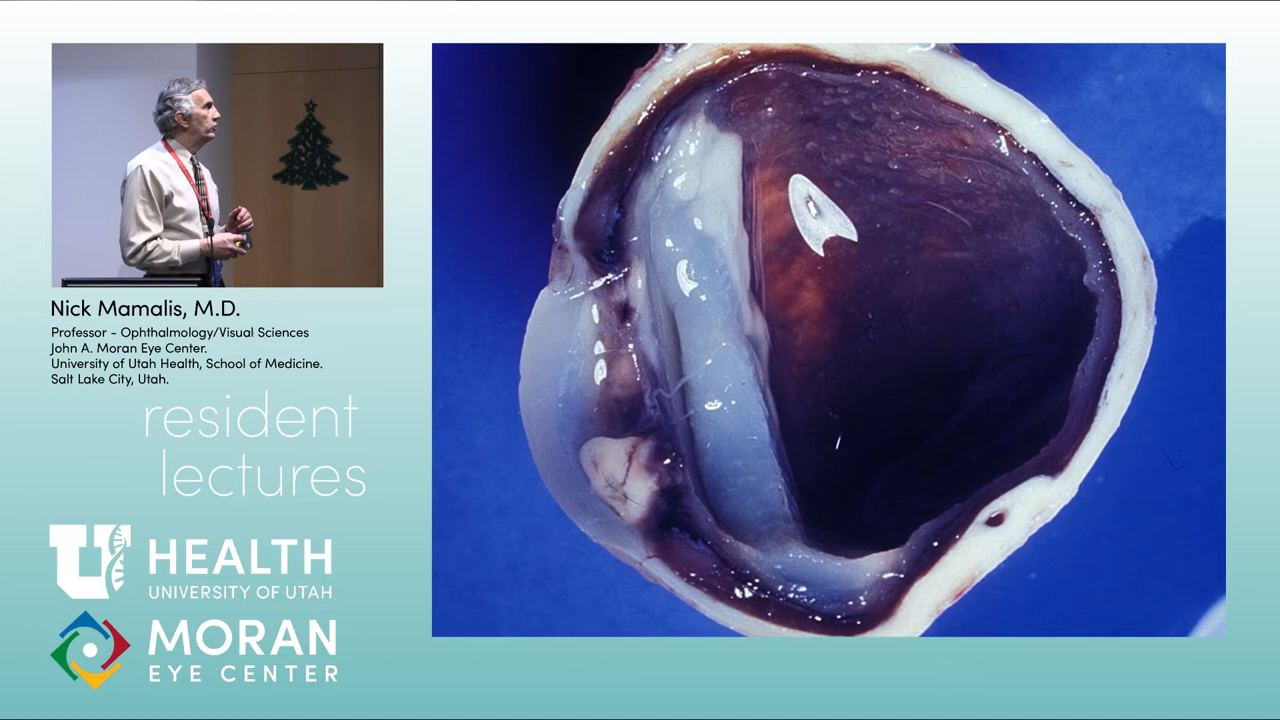 Nick Mamalis, M.D.
Professor - Ophthalmology/Visual Sciences
John A. Moran Eye Center.
University of Utah Health, School of Medicine.
Salt Lake City, Utah.
resident
lectures
U HEALTH
UNIVERSITY OF UTAH
MORAN
EYE CENTER